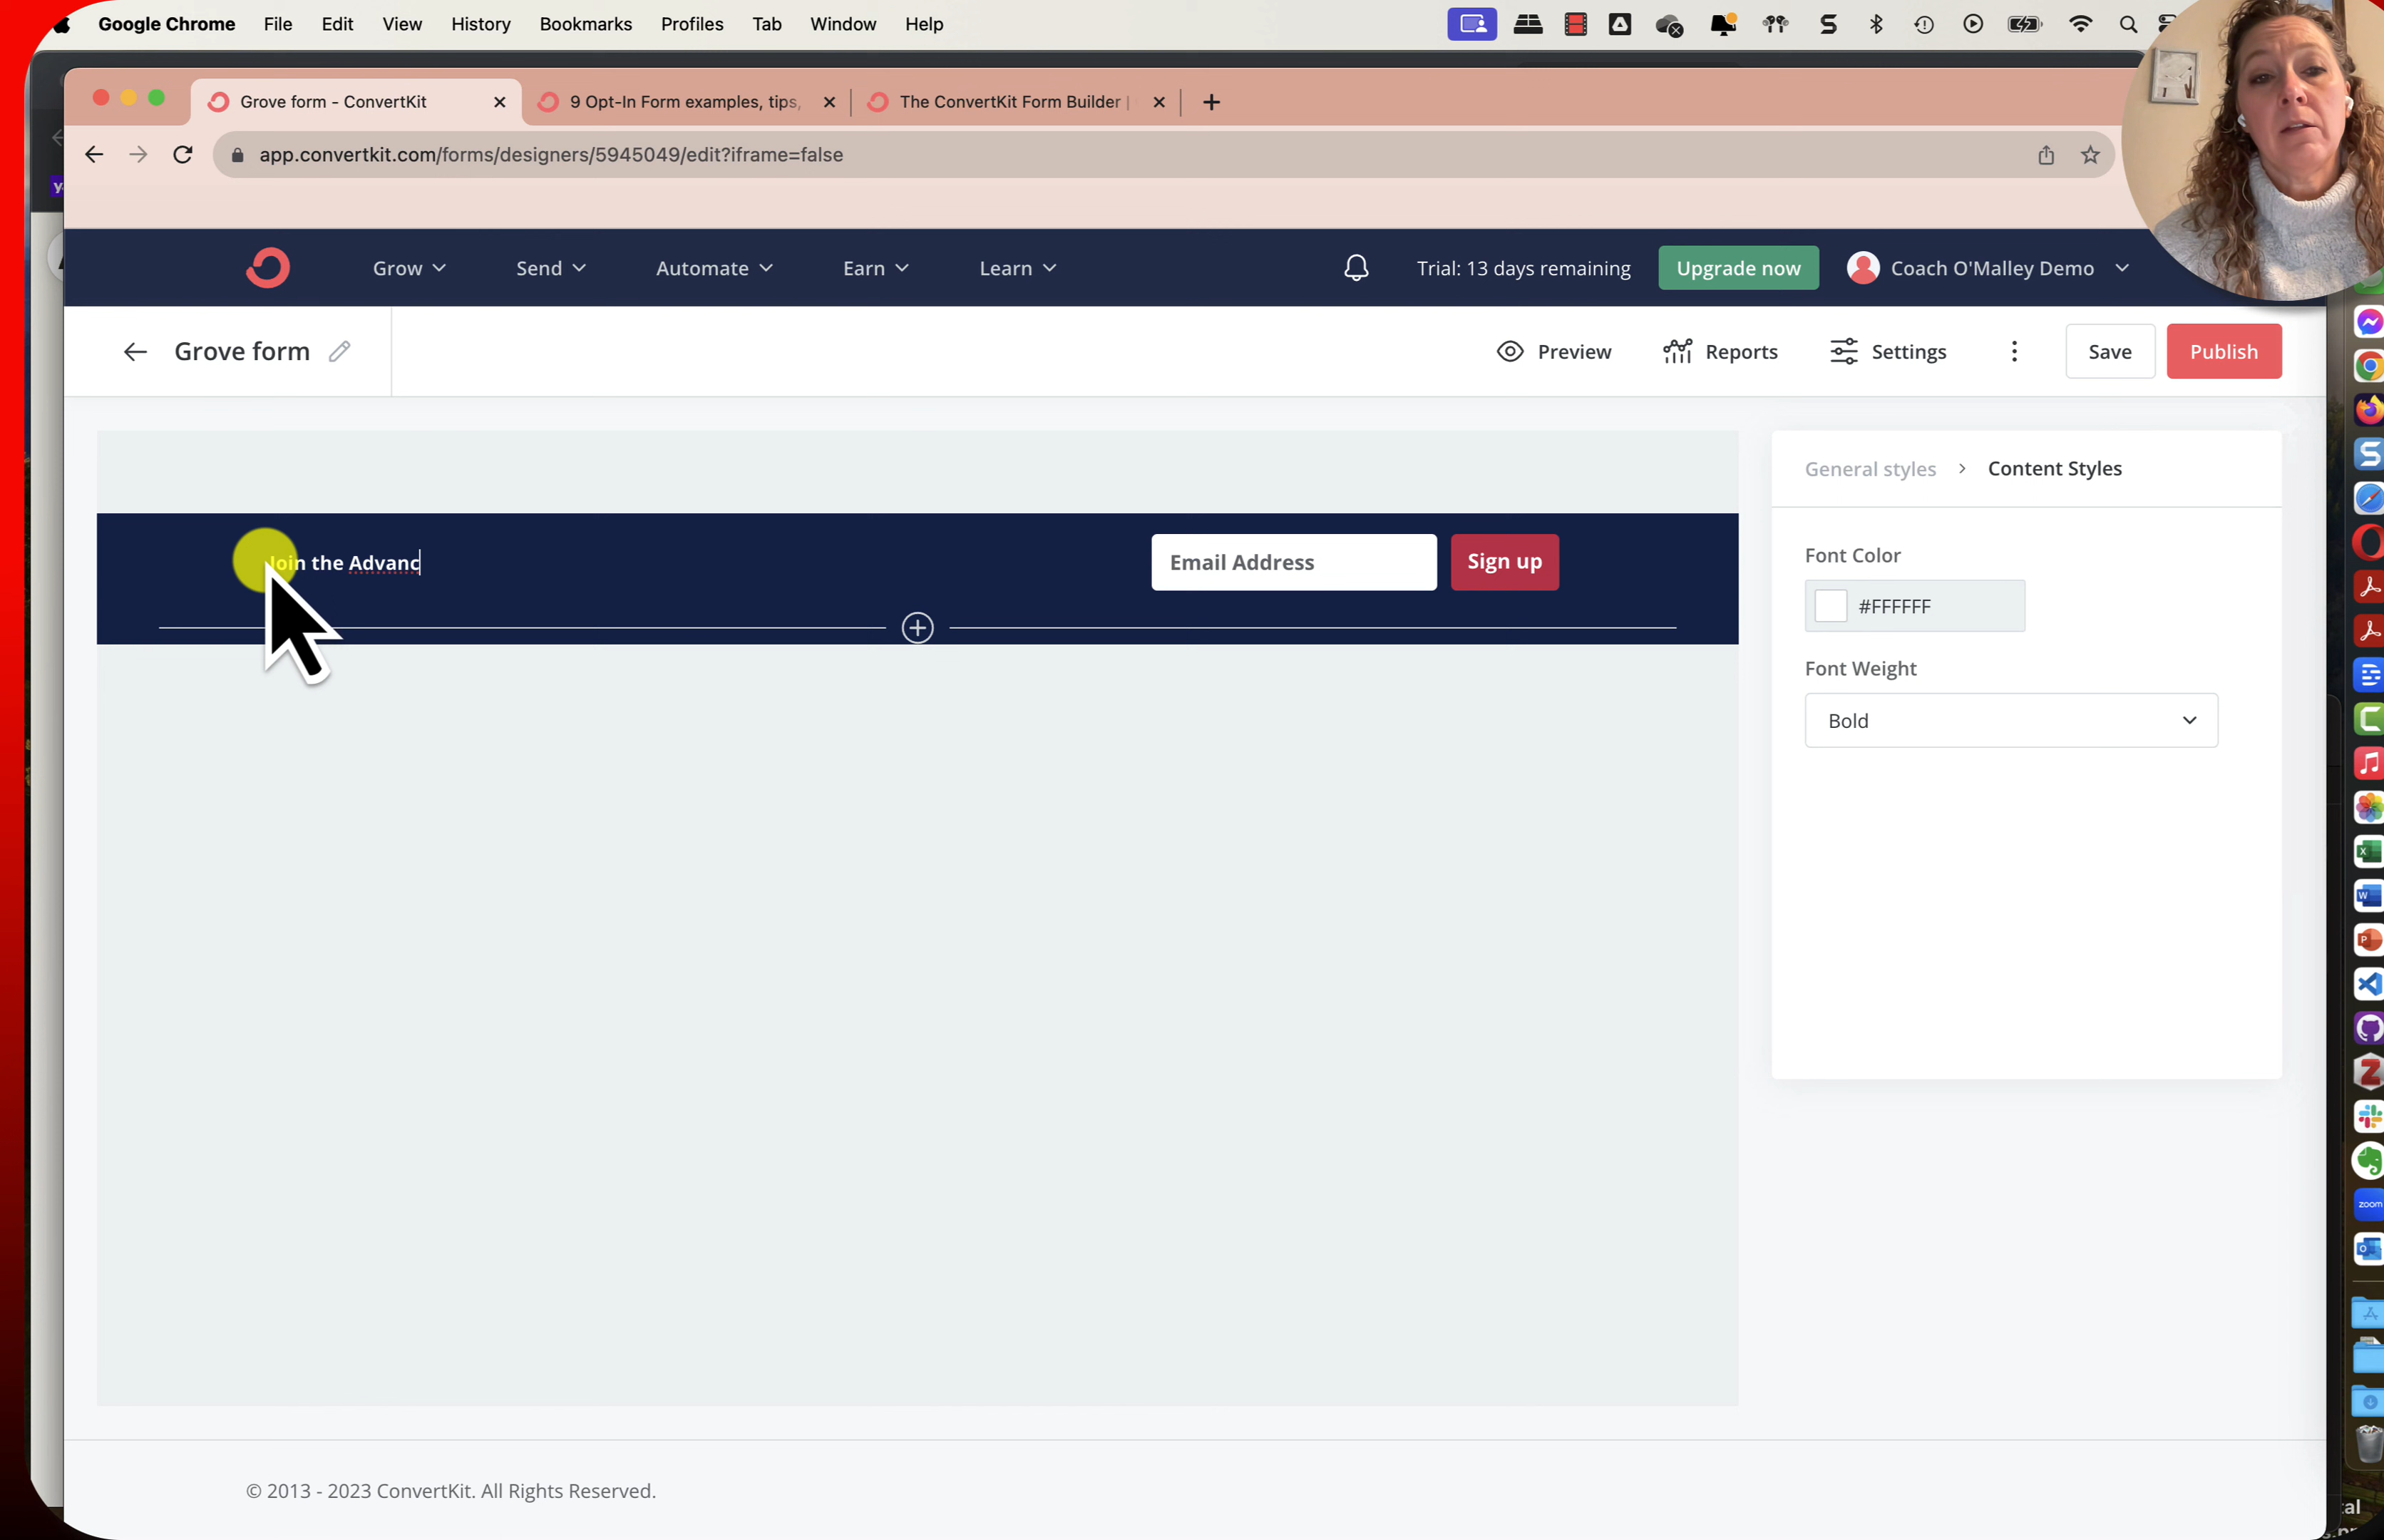 Google Chrome File Edit View History Bookmarks Profiles Tab Window Help
Grove form - ConvertKit
9 Opt-In Form examples, tips,
The ConvertKit Form Builder |
app.convertkit.com/forms/designers/5945049/edit?iframe=false
Grow Send Automate Earn Learn Trial: 13 days remaining Upgrade now Coach O'Malley Demo
Grove form Preview Reports Settings Save Publish
General styles > Content Styles
Join the Advanc Email Address Sign up
Font Color
#FFFFFF
Font Weight
Bold
zoom
© 2013 - 2023 ConvertKit. All Rights Reserved.